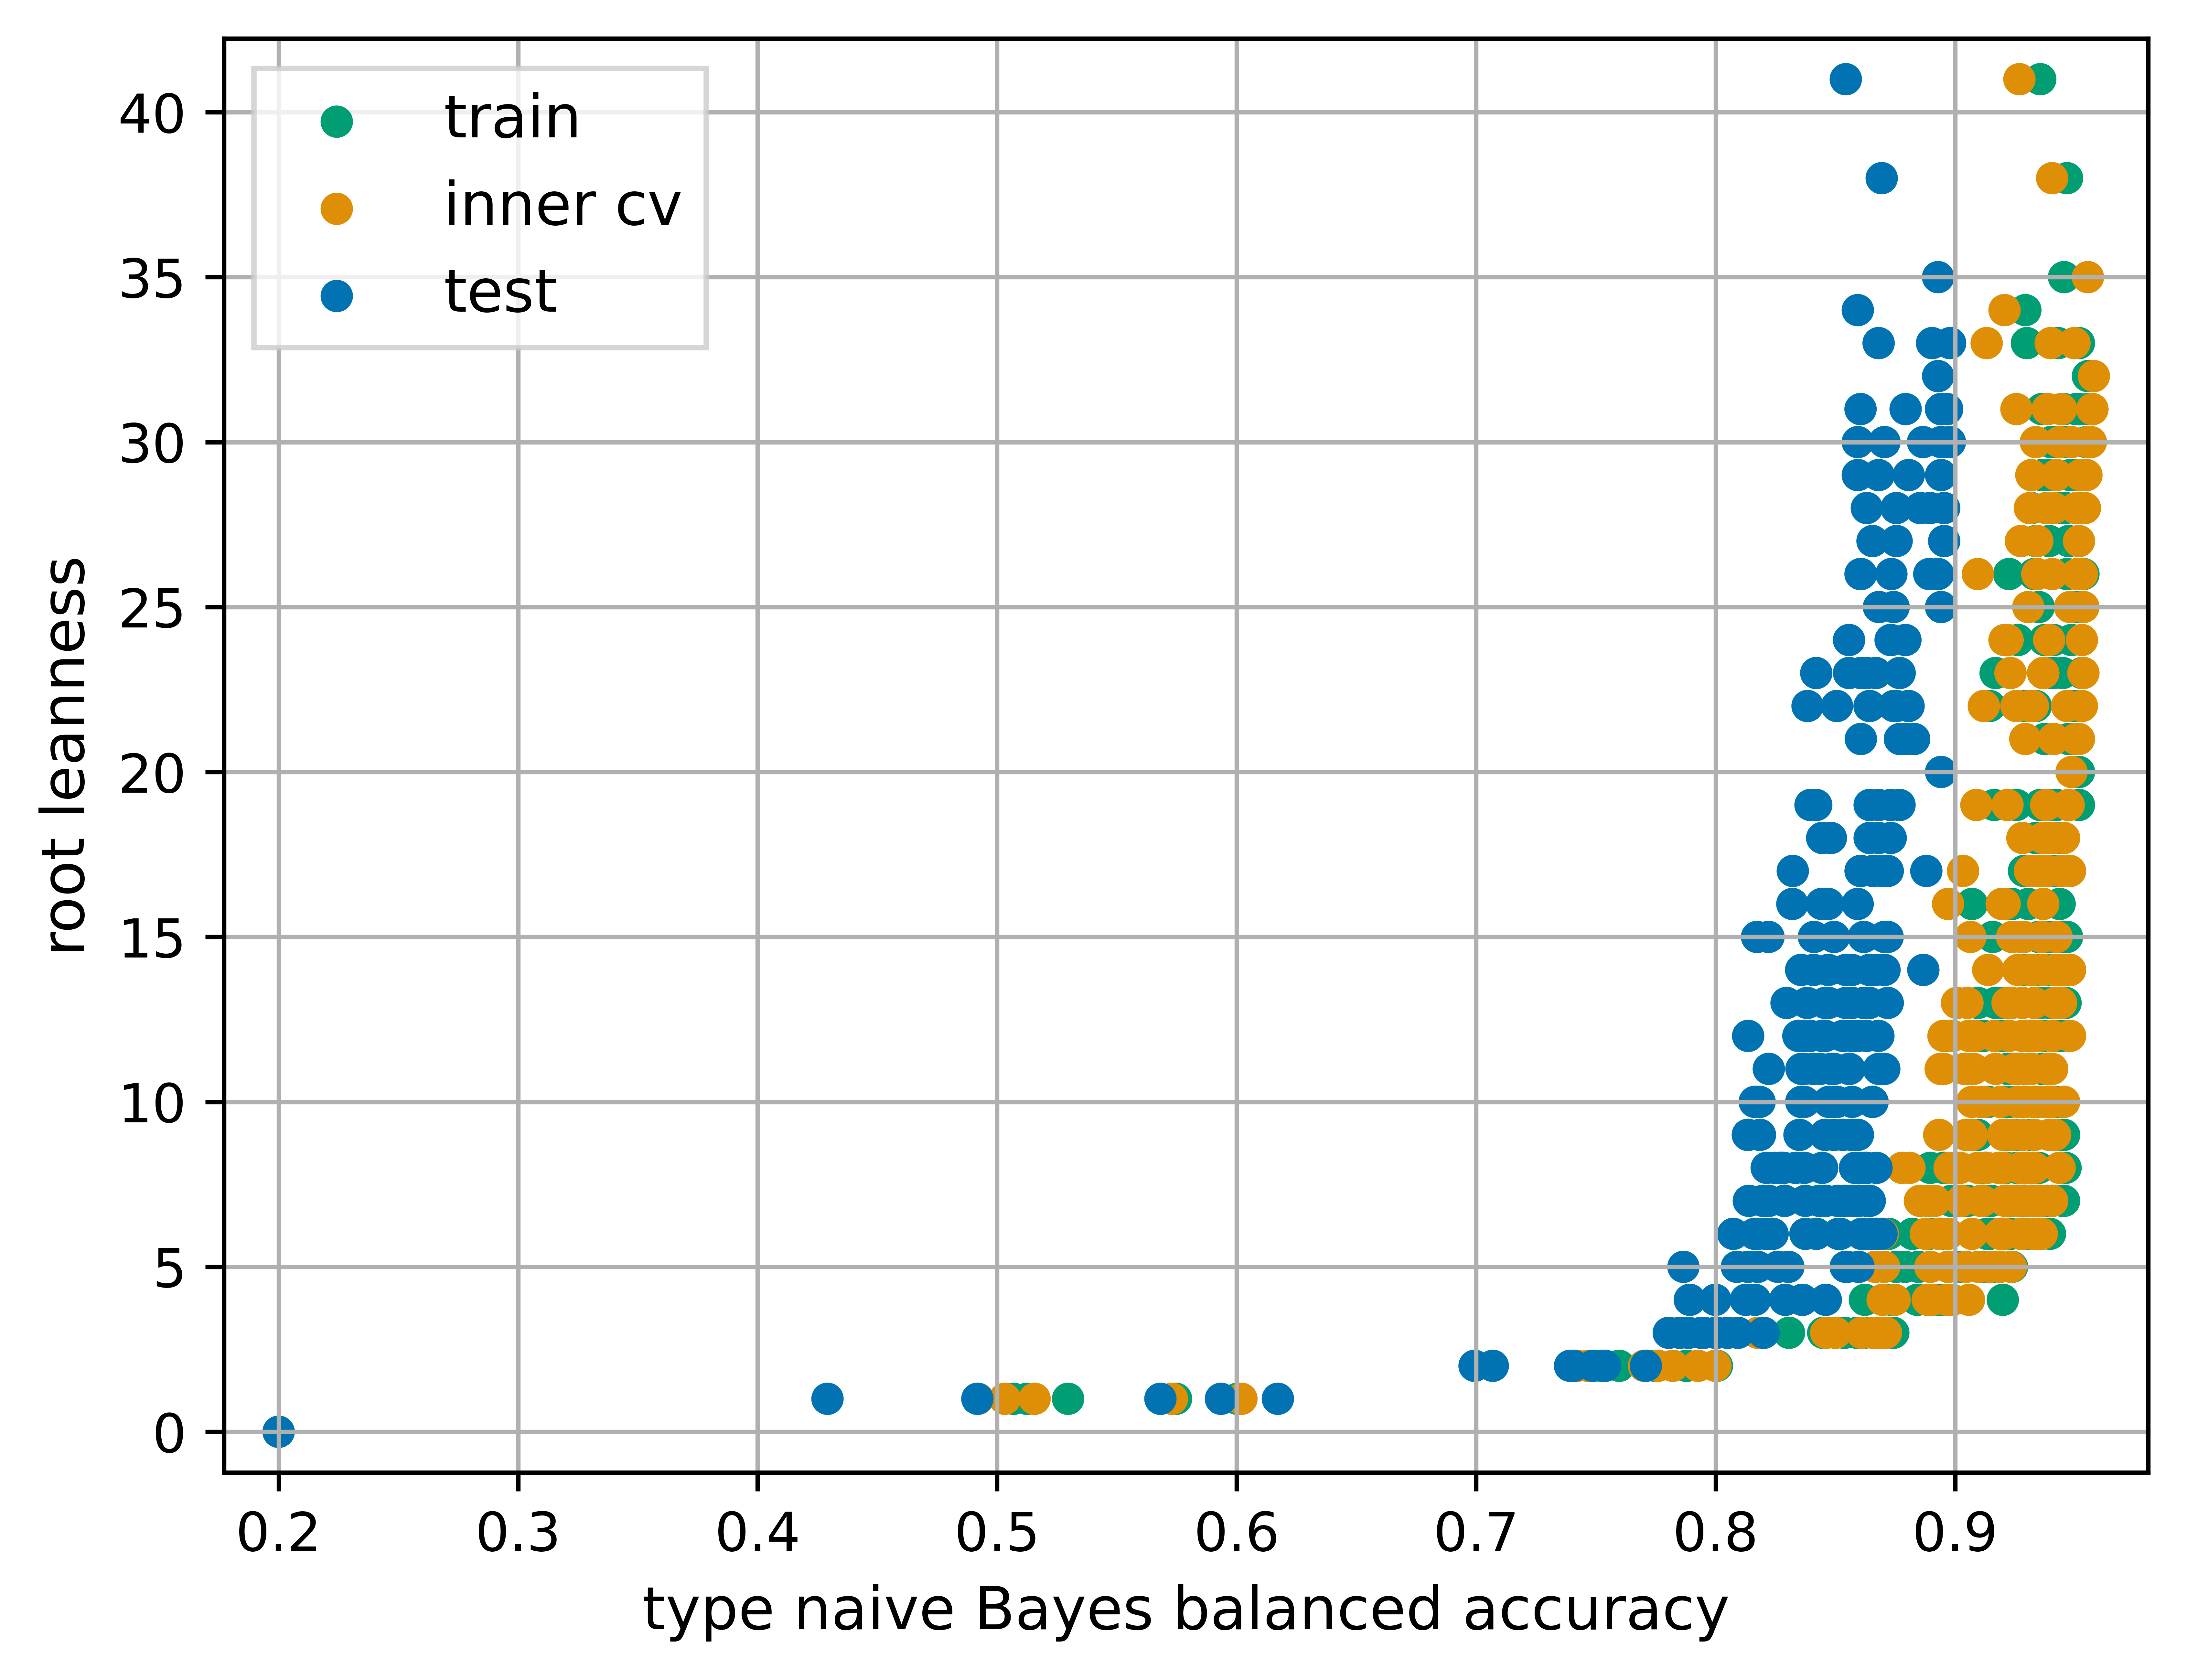 train
inner cv
test
40
35
30
25
20
15
10
5
0
root leanness
0.2 0.3 0.4 0.5 0.6 0.7 0.8 0.9
type naive Bayes balanced accuracy